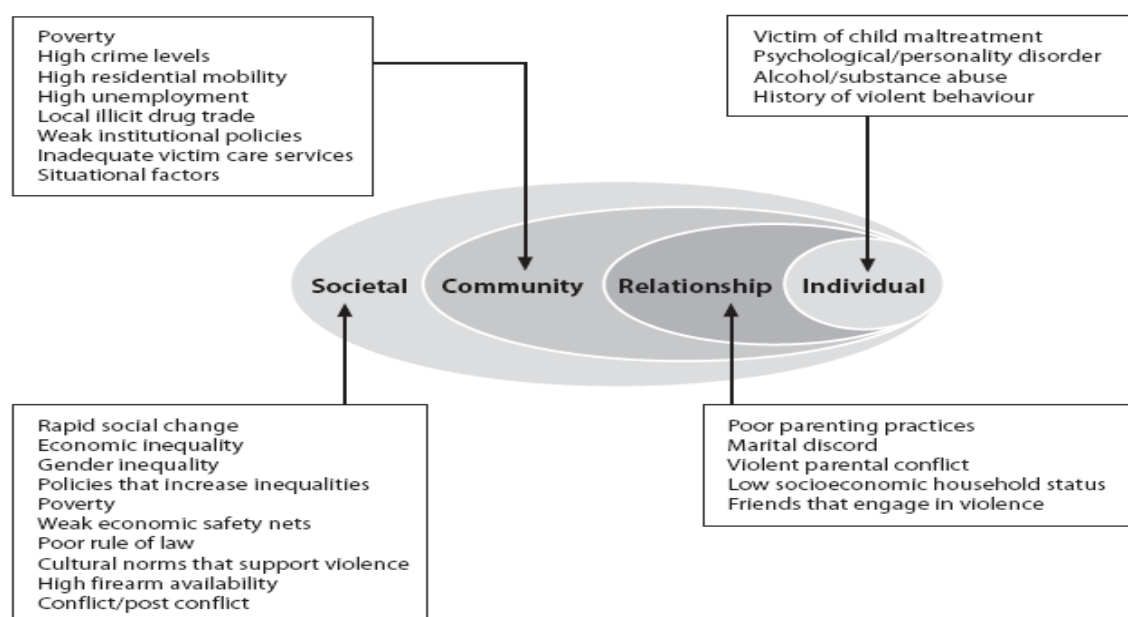 Poverty
High crime levels
High residential mobility
High unemployment
Local illicit drug trade
Weak institutional policies
Inadequate victim care services
Situational factors
Victim of child maltreatment
Psychological/personality disorder
Alcohol/substance abuse
History of violent behaviour
Societal
Community
Relationship
Individual
Rapid social change
Economic inequality
Gender inequality
Policies that increase inequalities
Poverty
Weak economic safety nets
Poor rule of law
Cultural norms that support violence
High firearm availability
Conflict/post conflict
Poor parenting practices
Marital discord
Violent parental conflict
Low socioeconomic household status
Friends that engage in violence